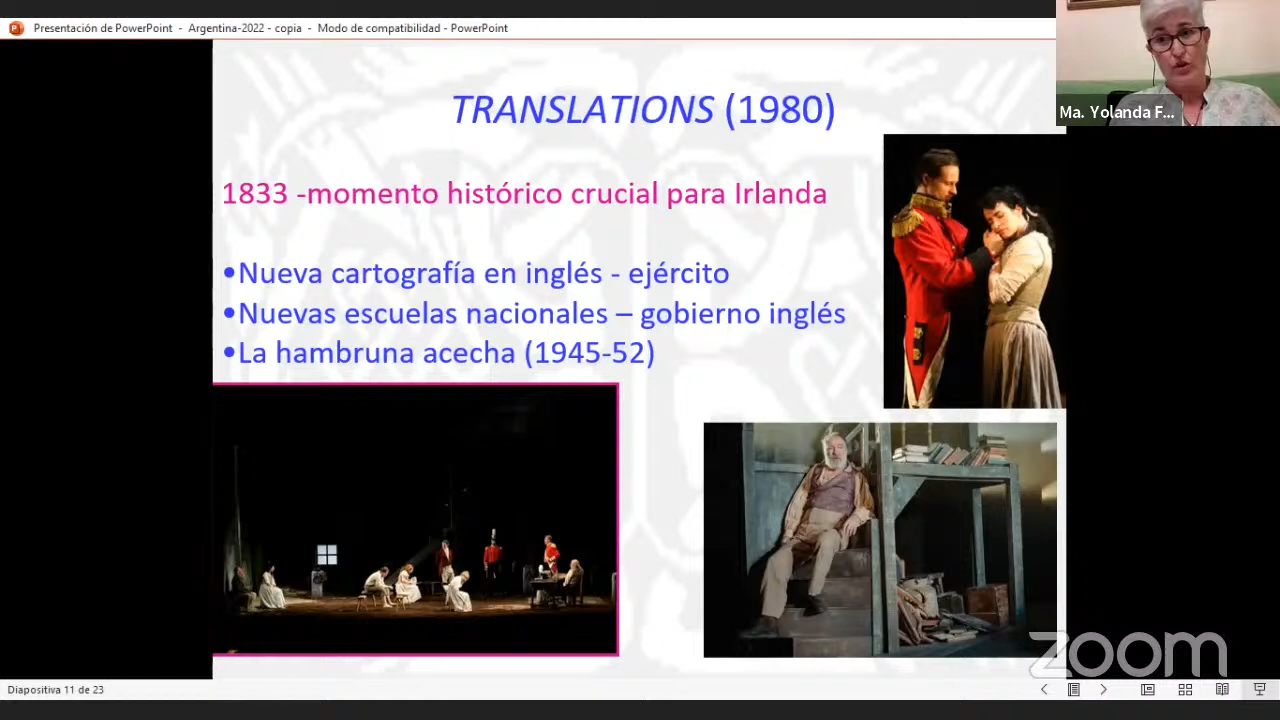 Presentación de PowerPoint - Argentina-2022 - copia - Modo de compatibilidad - PowerPoint
Ma. Yolanda F...
TRANSLATIONS (1980)
1833 -momento histórico crucial para Irlanda
•Nueva cartografía en inglés - ejército
•Nuevas escuelas nacionales – gobierno inglés
•La hambruna acecha (1945-52)
zoom
Diapositiva 11 de 23